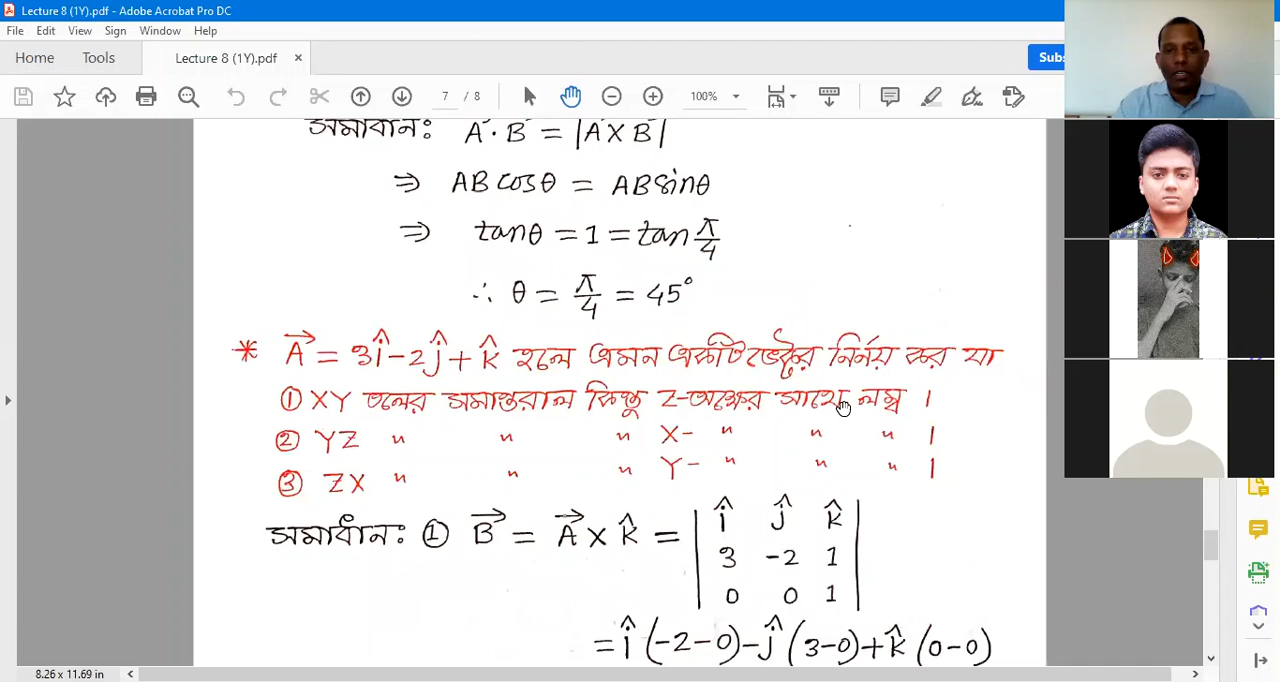 Lecture 8 (1Y).pdf - Adobe Acrobat Pro DC
File Edit View Sign Window Help
Home Tools Lecture 8 (1Y).pdf × Subs
7 / 8 100%
সমাধান: A · B = |A X B|
⇒ AB cosθ = AB sinθ
⇒ tanθ = 1 = tan π/4
∴ θ = π/4 = 45°
* A⃗ = 3î - 2ĵ + k̂ হলে এমন একটি ভেক্টর নির্নয় কর যা
① XY তলের সমান্তরাল কিন্তু Z-অক্ষের সাথে লম্ব ।
② YZ " " " X- " " " ।
③ ZX " " " Y- " " " ।
সমাধান: ① B⃗ = A⃗ × k̂ = | î ĵ k̂ |
3 -2 1
0 0 1
= î (-2-0) - ĵ (3-0) + k̂ (0-0)
8.26 x 11.69 in